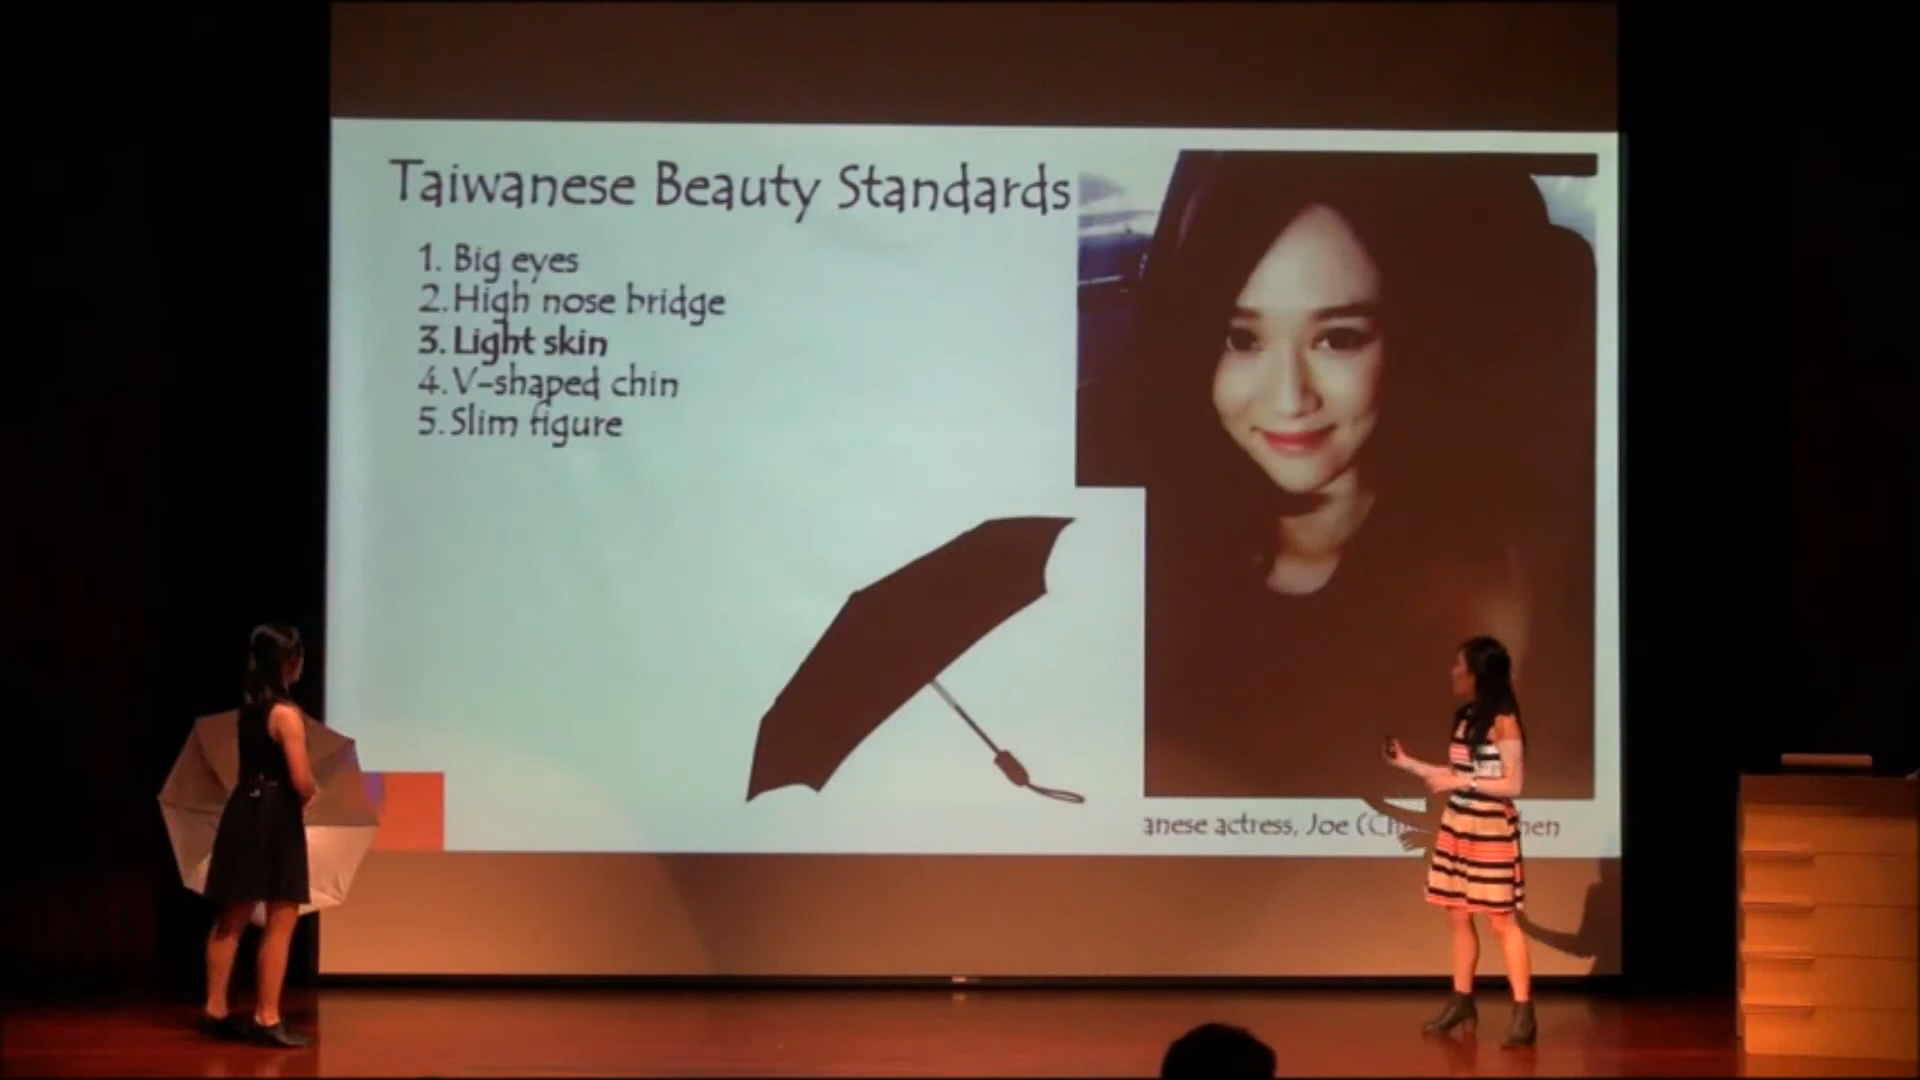 Taiwanese Beauty Standards
1. Big eyes
2. High nose bridge
3. Light skin
4. V-shaped chin
5. Slim figure
anese actress, Joe (Ch hen